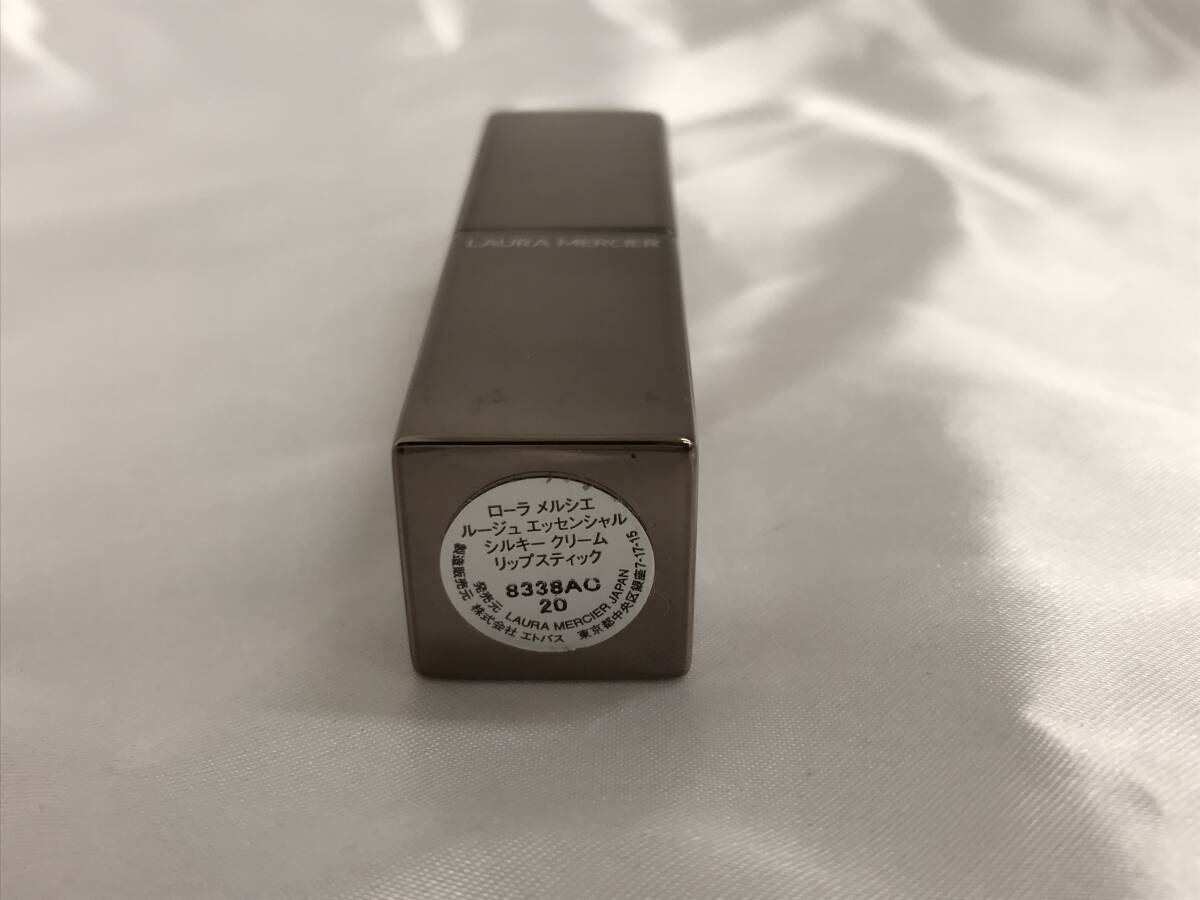 LAURA MERCIER
ローラ メルシエ
ルージュ エッセンシャル
シルキー クリーム
リップスティック
8338AC
20
発売元 LAURA MERCIER JAPAN
製造販売元 株式会社 エトバス 東京都中央区銀座7-17-15